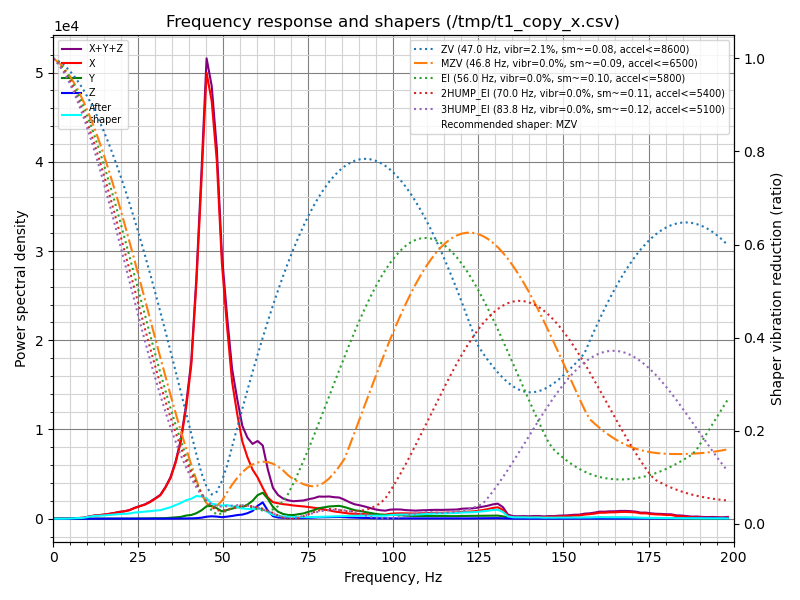 Frequency response and shapers (/tmp/t1_copy_x.csv)
1e4
X+Y+Z
X
Y
Z
After
shaper
ZV (47.0 Hz, vibr=2.1%, sm~=0.08, accel<=8600)
MZV (46.8 Hz, vibr=0.0%, sm~=0.09, accel<=6500)
EI (56.0 Hz, vibr=0.0%, sm~=0.10, accel<=5800)
2HUMP_EI (70.0 Hz, vibr=0.0%, sm~=0.11, accel<=5400)
3HUMP_EI (83.8 Hz, vibr=0.0%, sm~=0.12, accel<=5100)
Recommended shaper: MZV
5
4
3
2
1
0
Power spectral density
1.0
0.8
0.6
0.4
0.2
0.0
Shaper vibration reduction (ratio)
0 25 50 75 100 125 150 175 200
Frequency, Hz